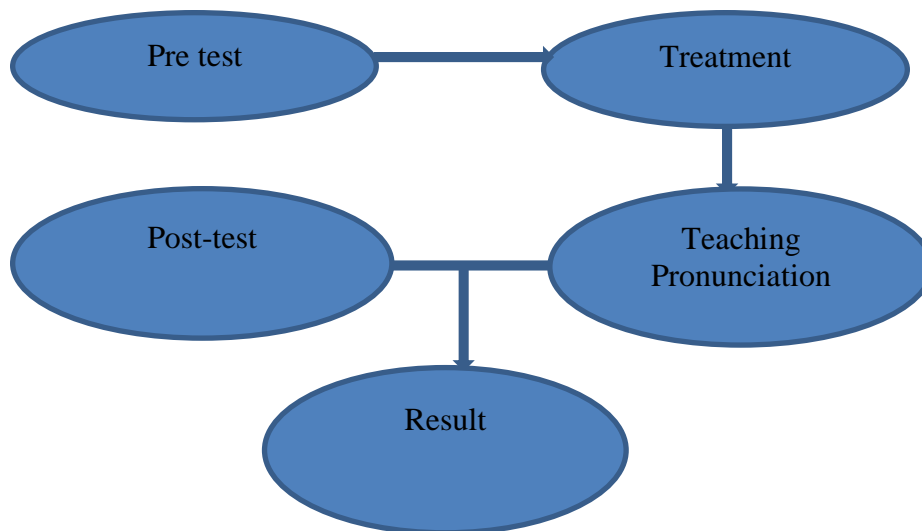 Pre test
Treatment
Post-test
Teaching
Pronunciation
Result